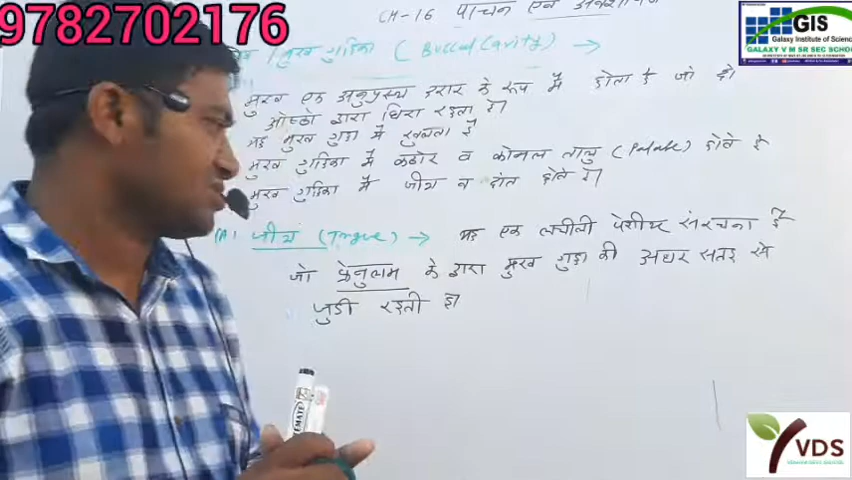 9782702176
CH-16 पाचन एवं अवशोषण
मुख गुहिका (Buccal Cavity) →
मुख एक अनुप्रस्थ दरार के रूप में होता है जो दो
ओष्ठो द्वारा घिरा रहता है।
यह मुख गुहा में खुलता है
मुख गुहिका में कठोर व कोमल तालु (Palate) होते है
मुख गुहिका में जीभ व दांत होते है।
(A) जीभ (Tongue) → यह एक लचीली पेशीय संरचना है
जो फ्रेनुलम के द्वारा मुख गुहा की अधर सतह से
जुडी रहती है।
GIS
Galaxy Institute of Science
GALAXY V M SR SEC SCHOOL
VDS